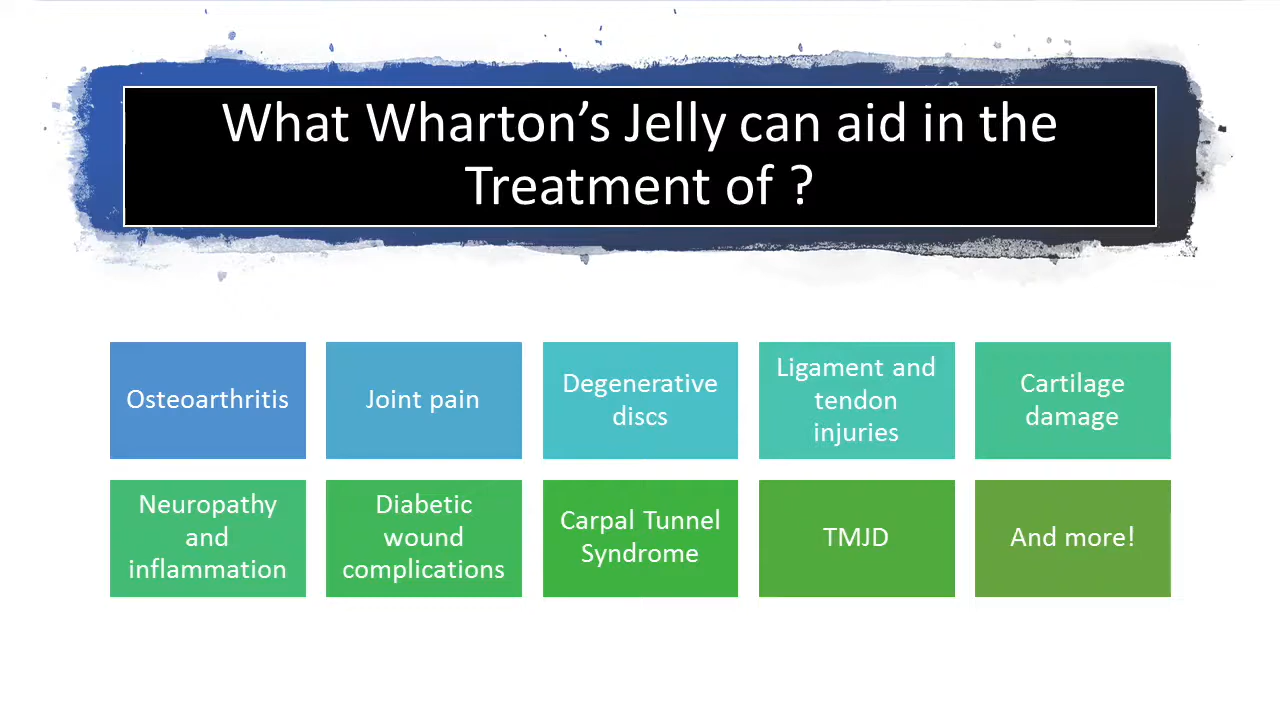 What Wharton’s Jelly can aid in the
Treatment of ?
Osteoarthritis
Joint pain
Degenerative
discs
Ligament and
tendon
injuries
Cartilage
damage
Neuropathy
and
inflammation
Diabetic
wound
complications
Carpal Tunnel
Syndrome
TMJD
And more!